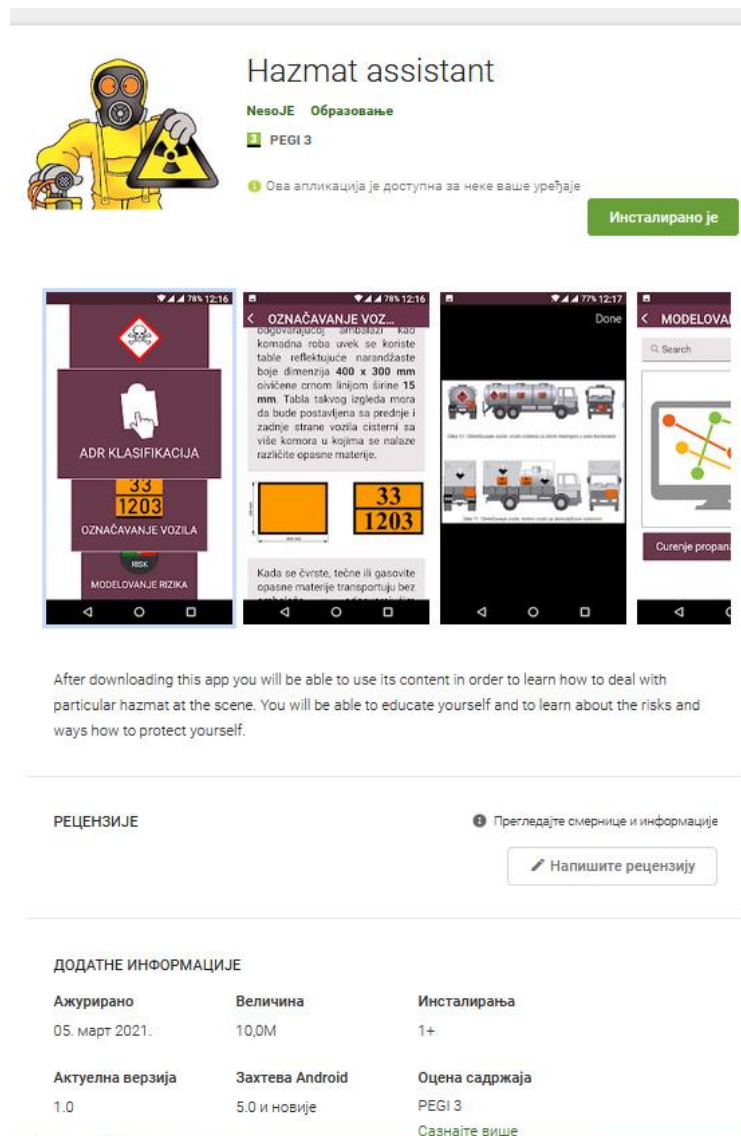 Hazmat assistant
NesoJE Образовање
3 PEGI 3
Ова апликација је доступна за неке ваше уређаје
Инсталирано је
78% 12:16
ADR KLASIFIKACIJA
33
1203
OZNAČAVANJE VOZILA
RISK
MODELOVANJE RIZIKA
78% 12:16
OZNAČAVANJE VOZ...
odgovarajućoj ambalaži kao
komadna roba uvek se koriste
table reflektujuće narandžaste
boje dimenzija 400 x 300 mm
oivičene crnom linijom širine 15
mm. Tabla takvog izgleda mora
da bude postavljena sa prednje i
zadnje strane vozila cisterni sa
više komora u kojima se nalaze
različite opasne materije.
33
1203
Kada se čvrste, tečne ili gasovite
opasne materije transportuju bez
77% 12:17
Done
MODELOVA
Search
Curenje propan
After downloading this app you will be able to use its content in order to learn how to deal with
particular hazmat at the scene. You will be able to educate yourself and to learn about the risks and
ways how to protect yourself.
РЕЦЕНЗИЈЕ
Прегледајте смернице и информације
Напишите рецензију
ДОДАТНЕ ИНФОРМАЦИЈЕ
Ажурирано Величина Инсталирања
05. март 2021. 10,0M 1+
Актуелна верзија Захтева Android Оцена садржаја
1.0 5.0 и новије PEGI 3
Сазнајте више